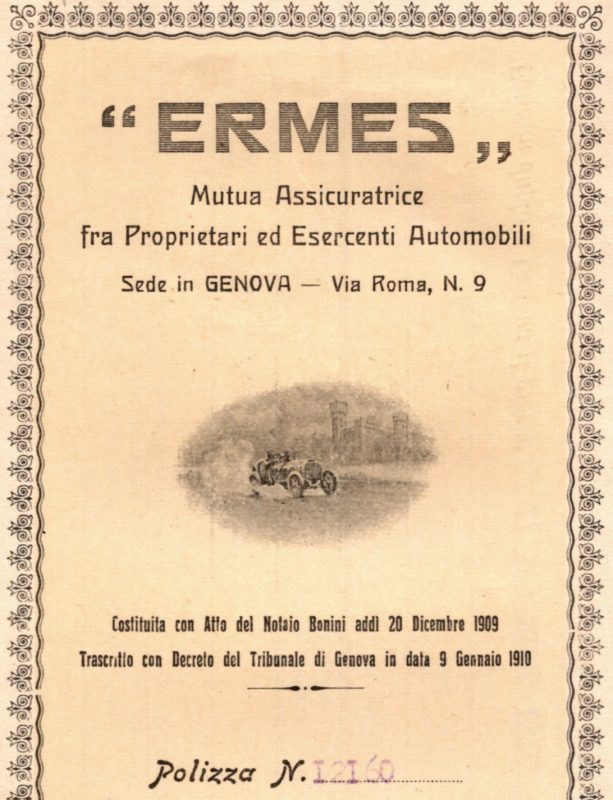 “ ERMES „
Mutua Assicuratrice
fra Proprietari ed Esercenti Automobili
Sede in GENOVA — Via Roma, N. 9
Costituita con Atto del Notaio Bonini addì 20 Dicembre 1909
Trascritto con Decreto del Tribunale di Genova in data 9 Gennaio 1910
Polizza N. 12160